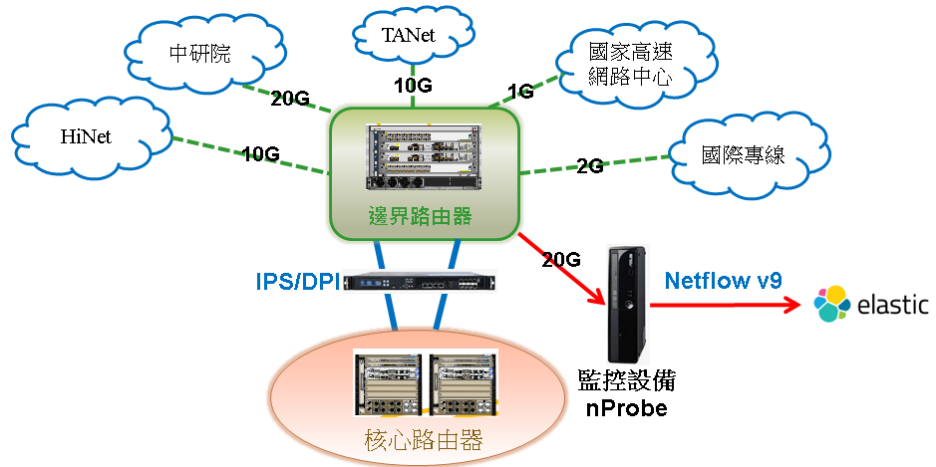 TANet
中研院
國家高速
網路中心
20G
10G
1G
HiNet
10G
2G
國際專線
邊界路由器
IPS/DPI
20G
Netflow v9
elastic
監控設備
nProbe
核心路由器